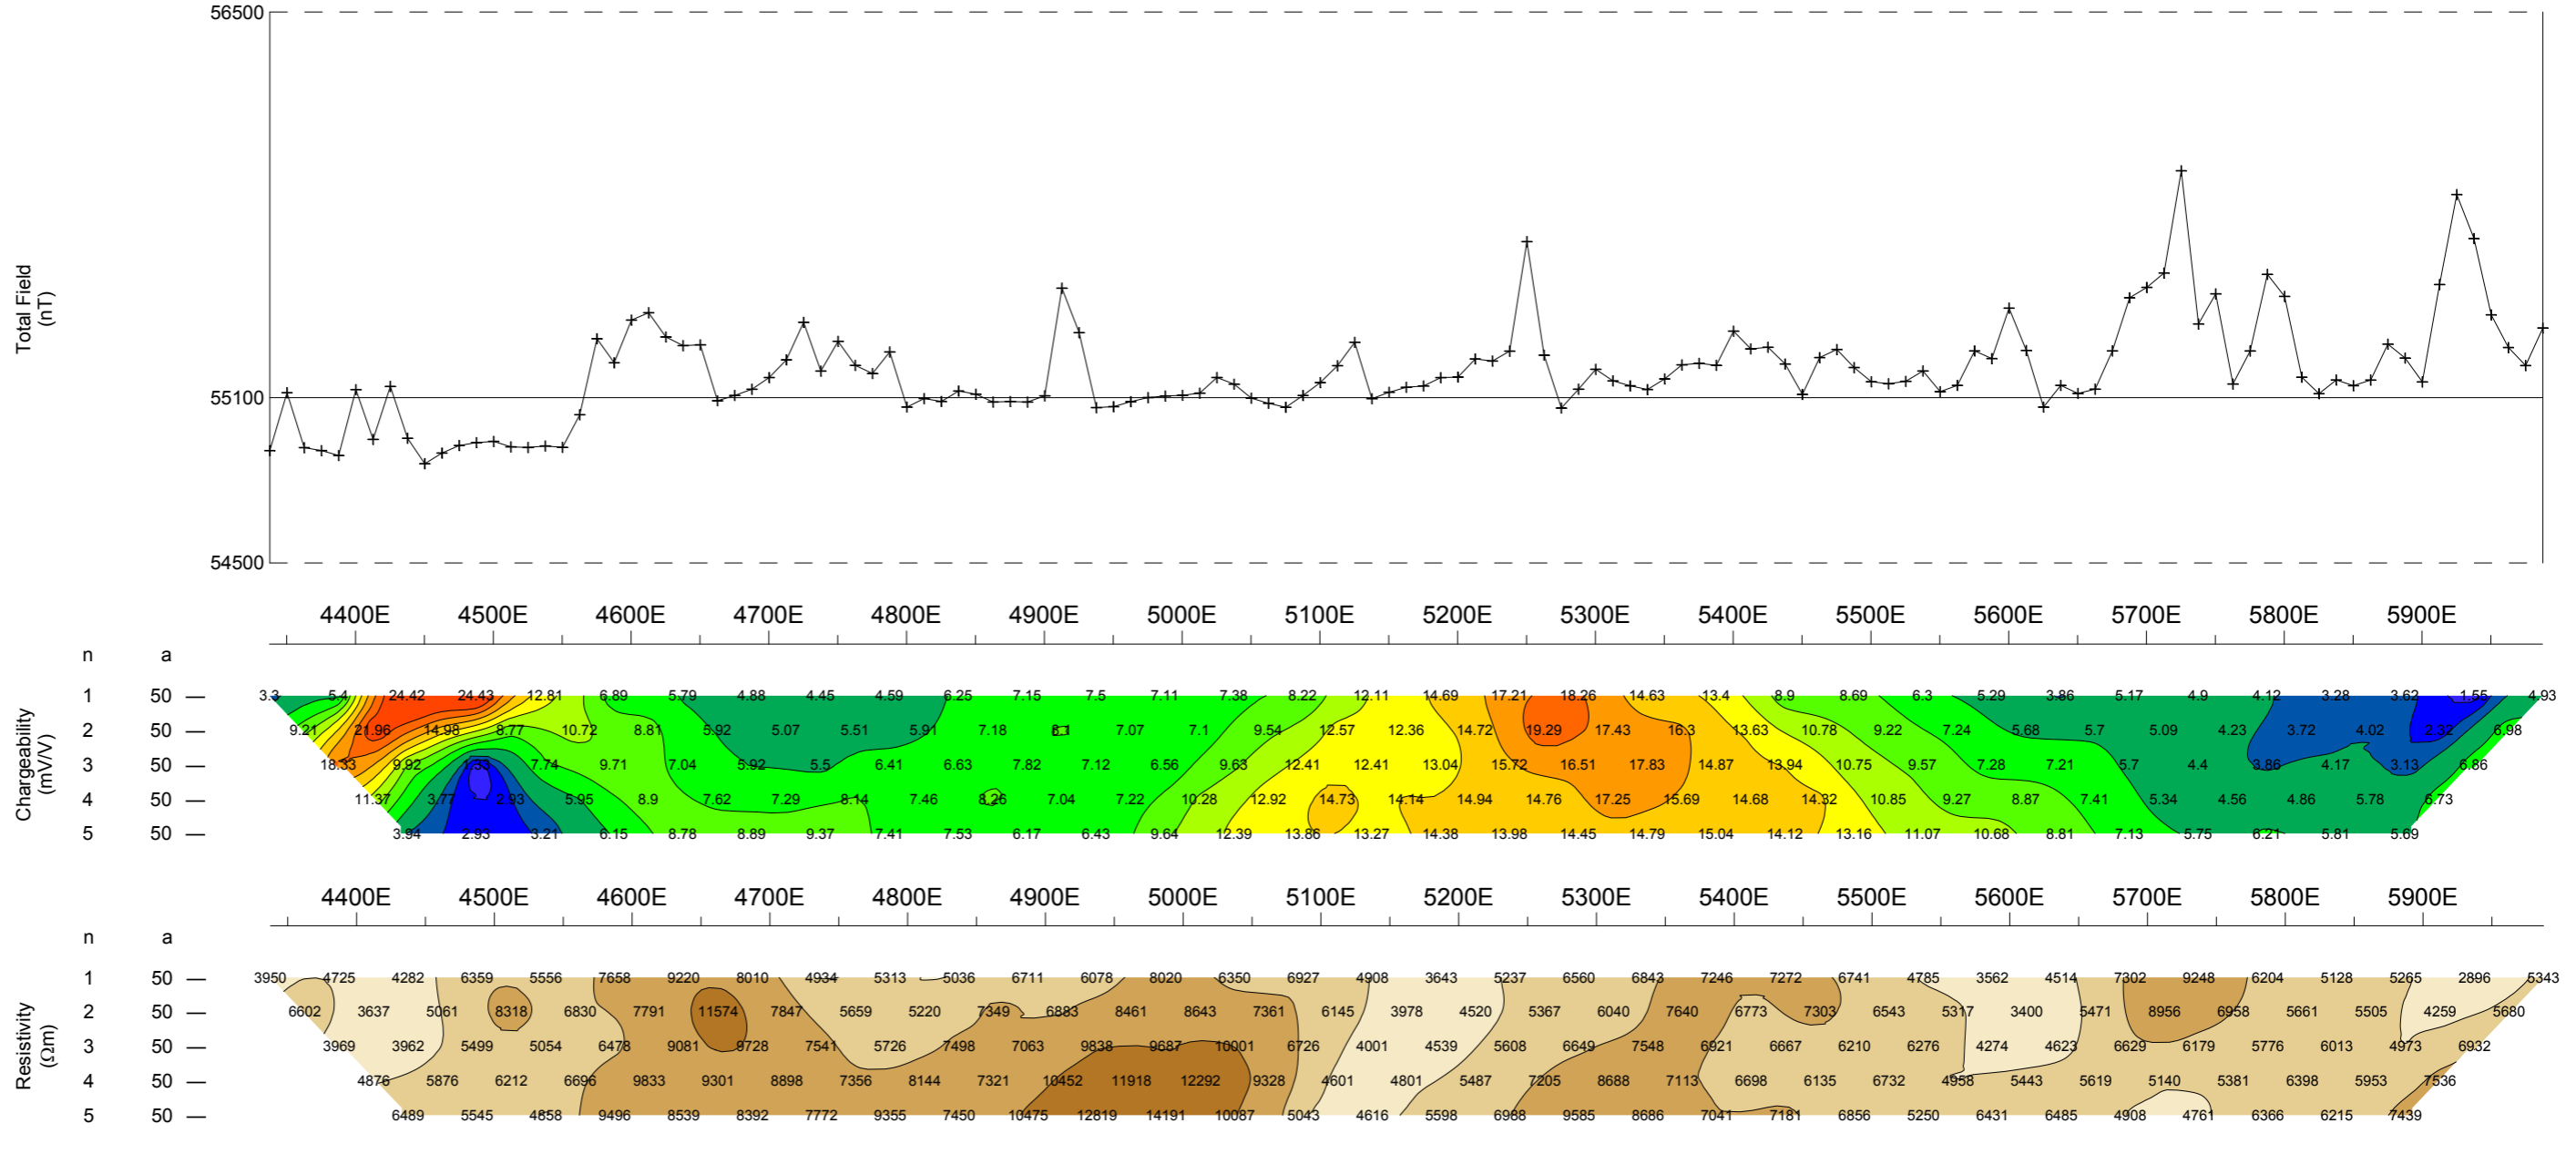 56500
Total Field
(nT)
55100
54500
4400E 4500E 4600E 4700E 4800E 4900E 5000E 5100E 5200E 5300E 5400E 5500E 5600E 5700E 5800E 5900E
n a
Chargeability
(mV/V)
1 50 3.3 5.4 24.42 24.43 12.81 6.89 5.79 4.88 4.45 4.59 6.25 7.15 7.5 7.11 7.38 8.22 12.11 14.69 17.21 18.26 14.63 13.4 8.9 8.69 6.3 5.29 3.86 5.17 4.9 4.12 3.28 3.62 1.55 4.93
2 50 9.21 21.96 14.98 8.77 10.72 8.81 5.92 5.07 5.51 5.91 7.18 7.07 7.1 9.54 12.57 12.36 14.72 19.29 17.43 16.3 13.63 10.78 9.22 7.24 5.68 5.7 5.09 4.23 3.72 4.02 2.32 6.98
3 50 18.33 9.92 1.33 7.74 9.71 7.04 5.92 5.5 6.41 6.63 7.82 7.12 6.56 9.63 12.41 12.41 13.04 15.72 16.51 17.83 14.87 13.94 10.75 9.57 7.28 7.21 5.7 4.4 3.86 4.17 3.13 6.86
4 50 11.37 3.77 2.93 5.95 8.9 7.62 7.29 8.14 7.46 8.26 7.04 7.22 10.28 12.92 14.73 14.14 14.94 14.76 17.25 15.69 14.68 14.32 10.85 9.27 8.87 7.41 5.34 4.56 4.86 5.78 6.73
5 50 3.94 2.93 3.21 6.15 8.78 8.89 9.37 7.41 7.53 6.17 6.43 9.64 12.39 13.86 13.27 14.38 13.98 14.45 14.79 15.04 14.12 13.16 11.07 10.68 8.81 7.13 5.75 6.21 5.81 5.69
4400E 4500E 4600E 4700E 4800E 4900E 5000E 5100E 5200E 5300E 5400E 5500E 5600E 5700E 5800E 5900E
n a
Resistivity
(Ωm)
1 50 3950 4725 4282 6359 5556 7658 9220 8010 4934 5313 5036 6711 6078 8020 6350 6927 4908 3643 5237 6560 6843 7246 7272 6741 4785 3562 4514 7302 9248 6204 5128 5265 2896 5343
2 50 6602 3637 5061 8318 6830 7791 11574 7847 5659 5220 7349 6883 8461 8643 7361 6145 3978 4520 5367 6040 7640 6773 7303 6543 5317 3400 5471 8956 6958 5661 5505 4259 5680
3 50 3969 3962 5499 5054 6478 9081 9728 7541 5726 7498 7063 9838 9687 10001 6726 4001 4539 5608 6649 7548 6921 6667 6210 6276 4274 4623 6629 6179 5776 6013 4973 6932
4 50 4876 5876 6212 6696 9833 9301 8898 7356 8144 7321 10452 11918 12292 9328 4601 4801 5487 7205 8688 7113 6698 6135 6732 4958 5443 5619 5140 5381 6398 5953 7536
5 50 6489 5545 4858 9496 8539 8392 7772 9355 7450 10475 12819 14191 10087 5043 4616 5598 6988 9585 8686 7041 7181 6856 5250 6431 6485 4908 4761 6366 6215 7439